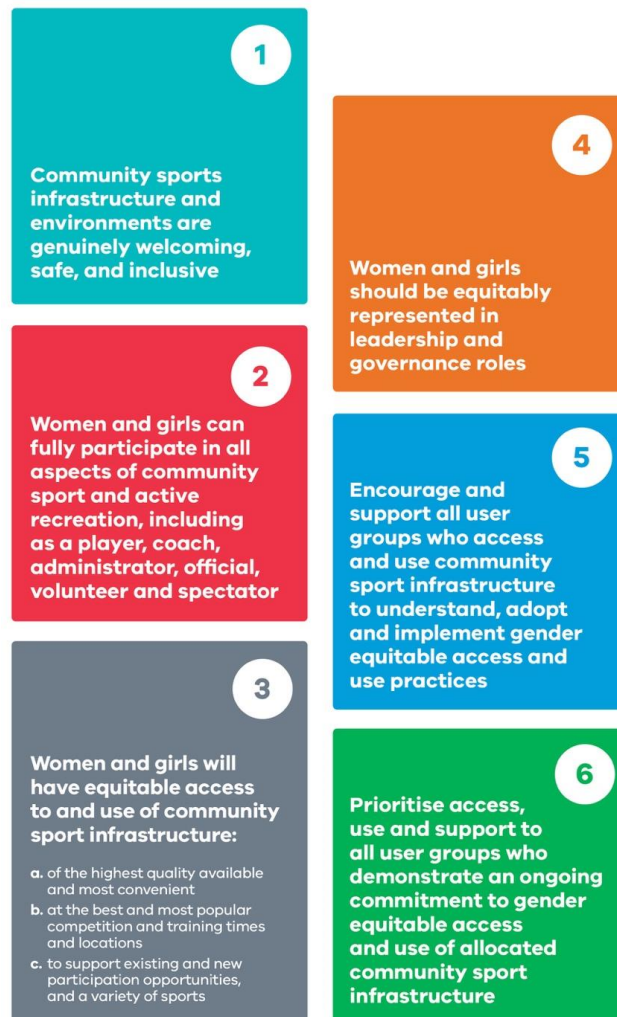 1
Community sports
infrastructure and
environments are
genuinely welcoming,
safe, and inclusive
2
Women and girls can
fully participate in all
aspects of community
sport and active
recreation, including
as a player, coach,
administrator, official,
volunteer and spectator
3
Women and girls will
have equitable access
to and use of community
sport infrastructure:
a. of the highest quality available
and most convenient
b. at the best and most popular
competition and training times
and locations
c. to support existing and new
participation opportunities,
and a variety of sports
4
Women and girls
should be equitably
represented in
leadership and
governance roles
5
Encourage and
support all user
groups who access
and use community
sport infrastructure
to understand, adopt
and implement gender
equitable access and
use practices
6
Prioritise access,
use and support to
all user groups who
demonstrate an ongoing
commitment to gender
equitable access
and use of allocated
community sport
infrastructure